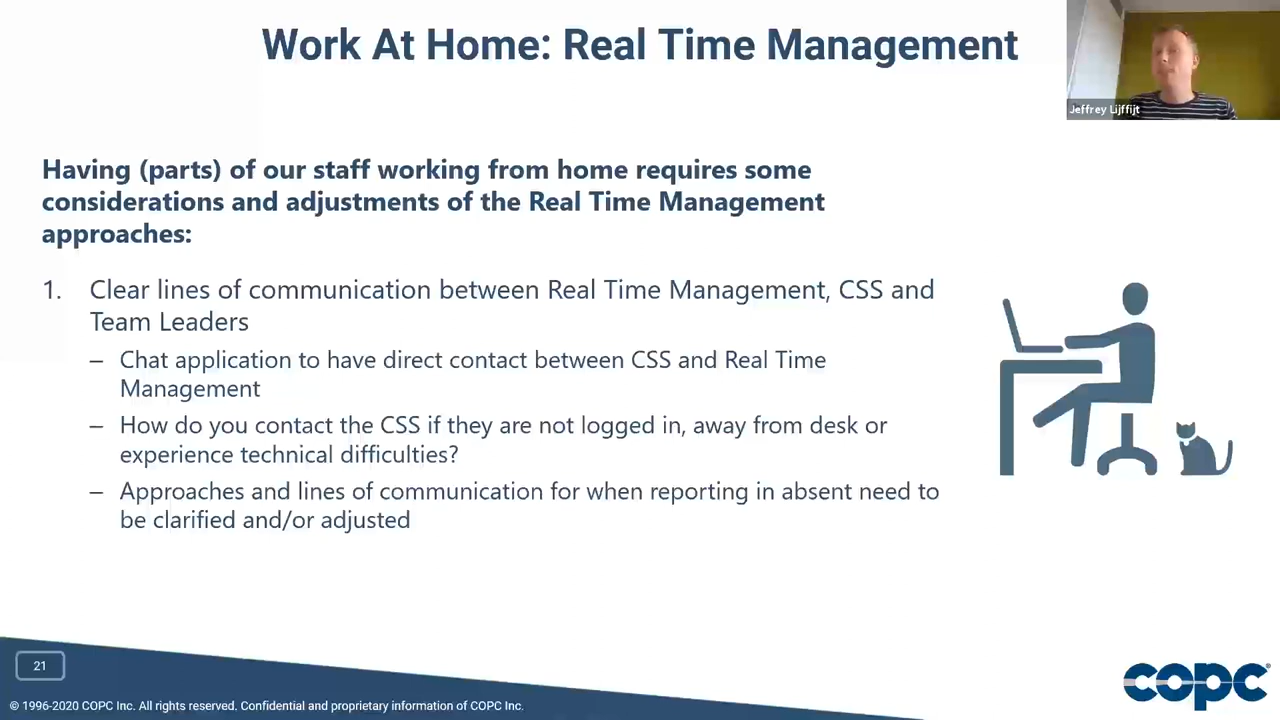 Work At Home: Real Time Management
Jeffrey Lijffijt
Having (parts) of our staff working from home requires some
considerations and adjustments of the Real Time Management
approaches:
1. Clear lines of communication between Real Time Management, CSS and
Team Leaders
– Chat application to have direct contact between CSS and Real Time
Management
– How do you contact the CSS if they are not logged in, away from desk or
experience technical difficulties?
– Approaches and lines of communication for when reporting in absent need to
be clarified and/or adjusted
21
© 1996-2020 COPC Inc. All rights reserved. Confidential and proprietary information of COPC Inc.
copc®